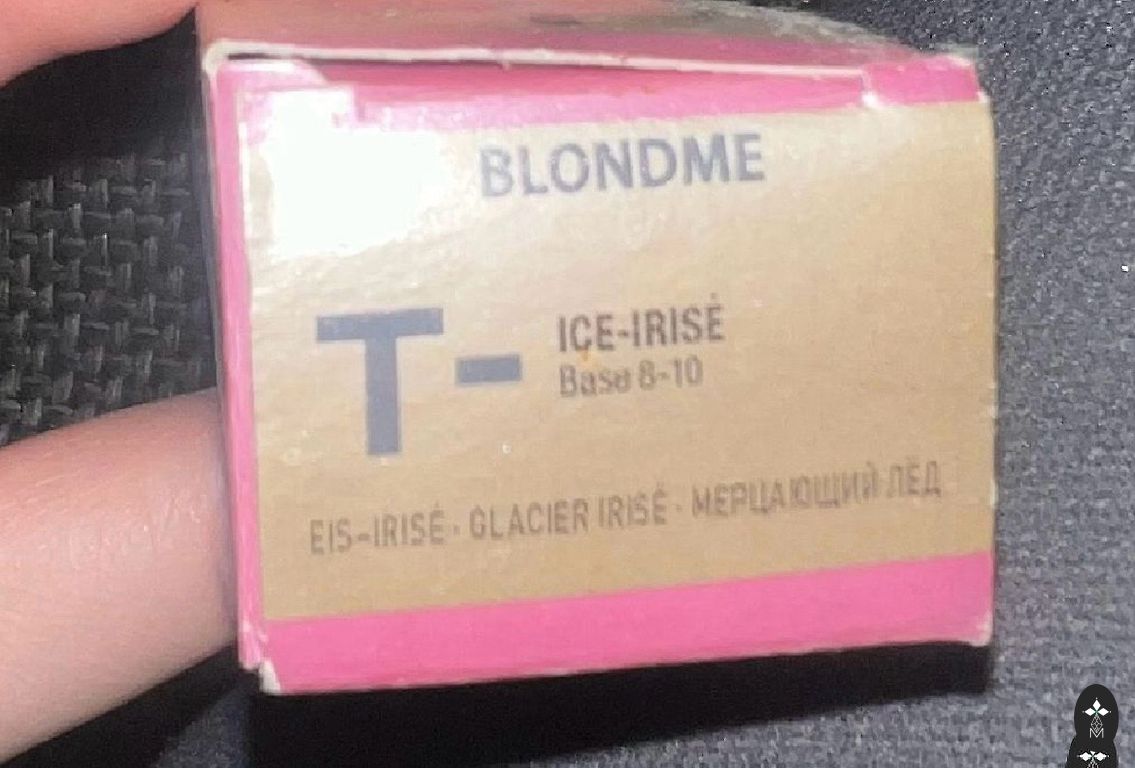 BLONDME
T-
ICE-IRISÉ
Base 8-10
EIS-IRISÉ · GLACIER IRISÉ · МЕРЦАЮЩИЙ ЛЁД
M